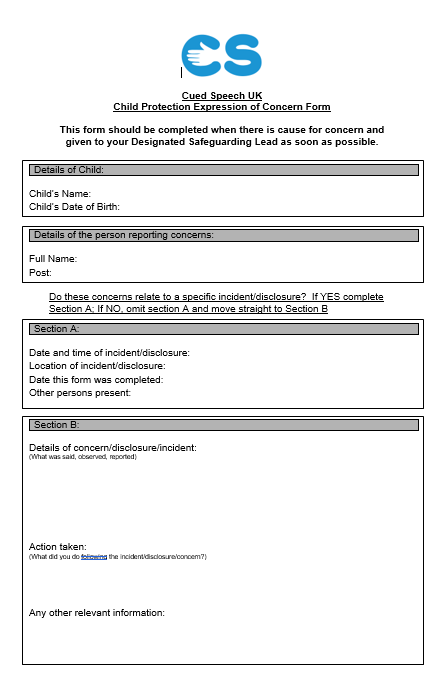 CS
Cued Speech UK
Child Protection Expression of Concern Form
This form should be completed when there is cause for concern and
given to your Designated Safeguarding Lead as soon as possible.
Details of Child:
Child's Name:
Child's Date of Birth:
Details of the person reporting concerns:
Full Name:
Post:
Do these concerns relate to a specific incident/disclosure? If YES complete
Section A; If NO, omit section A and move straight to Section B
Section A:
Date and time of incident/disclosure:
Location of incident/disclosure:
Date this form was completed:
Other persons present:
Section B:
Details of concern/disclosure/incident:
(What was said, observed, reported)
Action taken:
(What did you do following the incident/disclosure/concern?)
Any other relevant information: